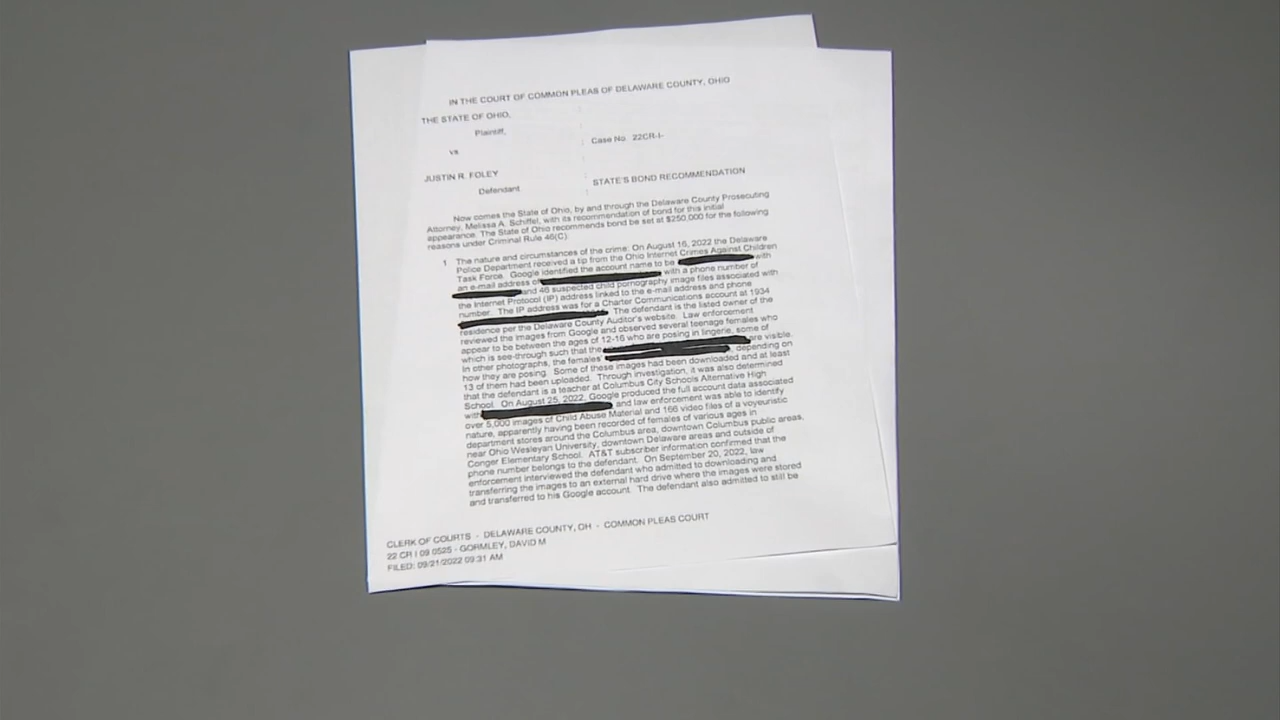 IN THE COURT OF COMMON PLEAS OF DELAWARE COUNTY, OHIO
THE STATE OF OHIO,
Plaintiff,
vs.
Case No. 22CR-I-
JUSTIN R. FOLEY
Defendant
STATE'S BOND RECOMMENDATION
Now comes the State of Ohio, by and through the Delaware County Prosecuting
Attorney, Melissa A. Schiffel, with its recommendation of bond for this initial
appearance. The State of Ohio recommends bond be set at $250,000 for the following
reasons under Criminal Rule 46(C):
1 The nature and circumstances of the crime: On August 16, 2022 the Delaware
Police Department received a tip from the Ohio Internet Crimes Against Children
Task Force. Google identified the account name to be with
an e-mail address of with a phone number of
and 46 suspected child pornography image files associated with
the Internet Protocol (IP) address linked to the e-mail address and phone
number. The IP address was for a Charter Communications account at 1934
The defendant is the listed owner of the
residence per the Delaware County Auditor's website. Law enforcement
reviewed the images from Google and observed several teenage females who
appear to be between the ages of 12-16 who are posing in lingerie, some of
which is see-through such that the are visible.
In other photographs, the females' , depending on
how they are posing. Some of these images had been downloaded and at least
13 of them had been uploaded. Through investigation, it was also determined
that the defendant is a teacher at Columbus City Schools Alternative High
School. On August 25, 2022, Google produced the full account data associated
with and law enforcement was able to identify
over 5,000 images of Child Abuse Material and 166 video files of a voyeuristic
nature, apparently having been recorded of females of various ages in
department stores around the Columbus area, downtown Columbus public areas,
near Ohio Wesleyan University, downtown Delaware areas and outside of
Conger Elementary School. AT&T subscriber information confirmed that the
phone number belongs to the defendant. On September 20, 2022, law
enforcement interviewed the defendant who admitted to downloading and
transferring the images to an external hard drive where the images were stored
and transferred to his Google account. The defendant also admitted to still be
CLERK OF COURTS - DELAWARE COUNTY, OH - COMMON PLEAS COURT
22 CR I 09 0525 - GORMLEY, DAVID M
FILED: 09/21/2022 09:31 AM